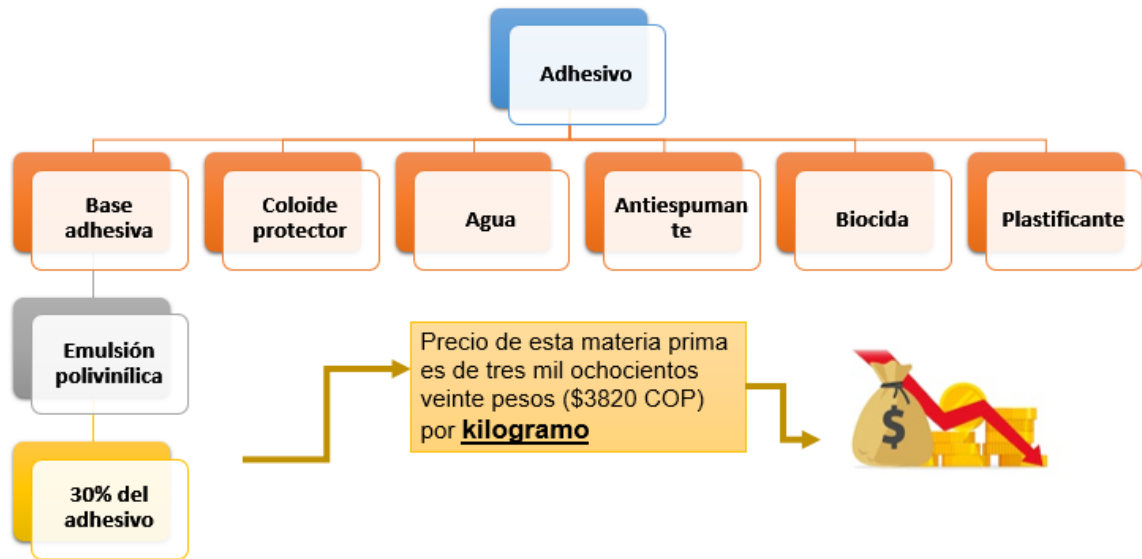 Adhesivo
Base
adhesiva
Coloide
protector
Agua
Antiespuman
te
Biocida
Plastificante
Emulsión
polivinílica
30% del
adhesivo
Precio de esta materia prima
es de tres mil ochocientos
veinte pesos ($3820 COP)
por kilogramo
$